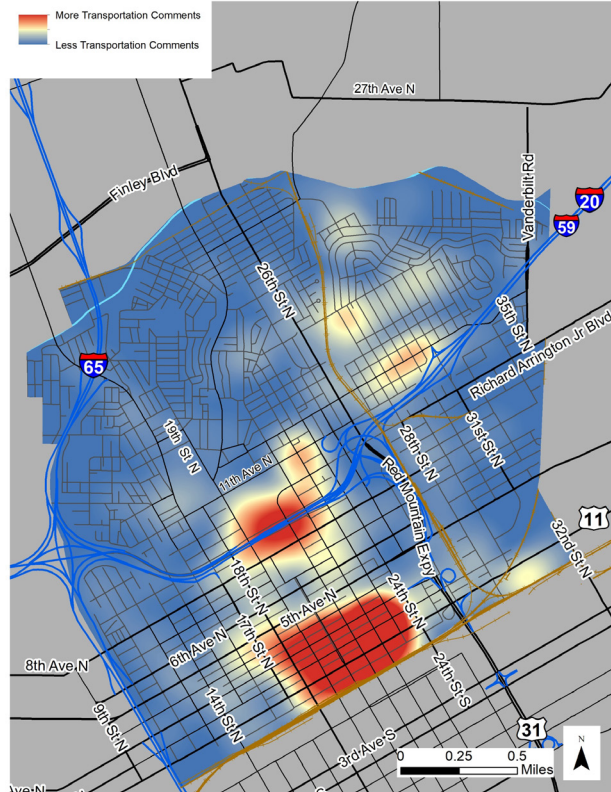 More Transportation Comments
Less Transportation Comments
27th Ave N
Finley Blvd
Vanderbilt Rd
20
59
26th St N
35th St N
65
Richard Arrington Jr Blvd
19th St N
11th Ave N
28th St N
31st St N
Red Mountain Expy
11
32nd St N
18th St N
5th Ave N
24th St N
6th Ave N
17th St N
8th Ave N
14th St N
24th St S
9th St N
31
3rd Ave S
N
0 0.25 0.5
Miles
Ave N